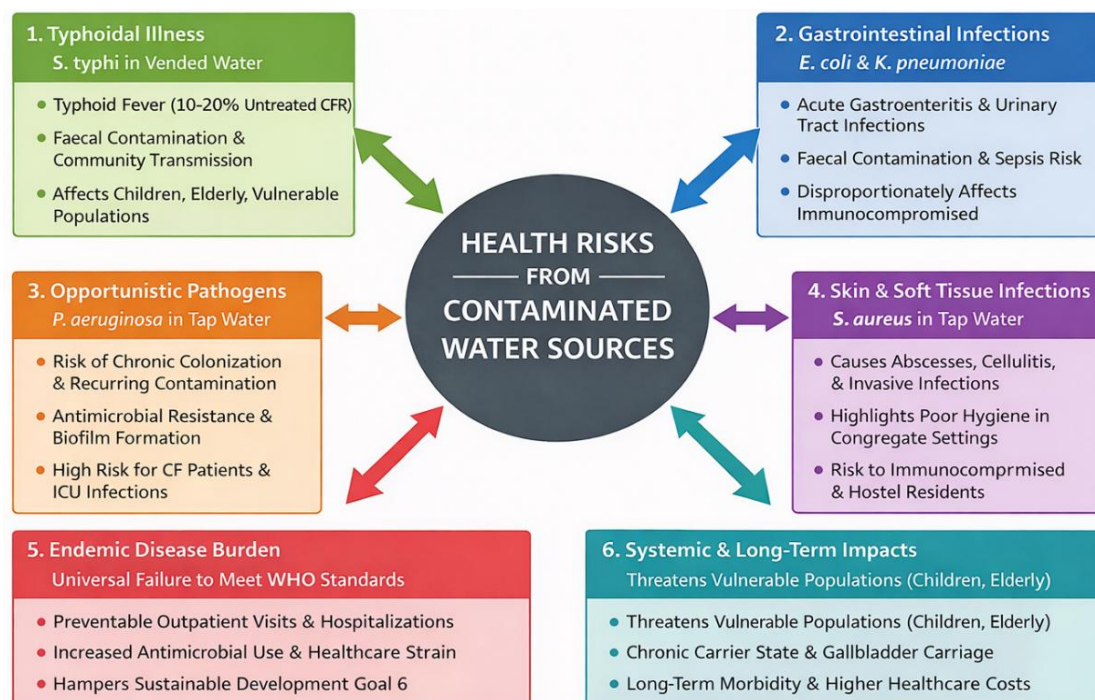 1. Typhoidal Illness
S. typhi in Vended Water
• Typhoid Fever (10-20% Untreated CFR)
• Faecal Contamination &
Community Transmission
• Affects Children, Elderly, Vulnerable
Populations
2. Gastrointestinal Infections
E. coli & K. pneumoniae
• Acute Gastroenteritis & Urinary
Tract Infections
• Faecal Contamination & Sepsis Risk
• Disproportionately Affects
Immunocompromised
HEALTH RISKS
FROM
CONTAMINATED
WATER SOURCES
3. Opportunistic Pathogens
P. aeruginosa in Tap Water
• Risk of Chronic Colonization
& Recurring Contamination
• Antimicrobial Resistance &
Biofilm Formation
• High Risk for CF Patients &
ICU Infections
4. Skin & Soft Tissue Infections
S. aureus in Tap Water
• Causes Abscesses, Cellulitis,
& Invasive Infections
• Highlights Poor Hygiene in
Congregate Settings
• Risk to Immunocomprmised
& Hostel Residents
5. Endemic Disease Burden
Universal Failure to Meet WHO Standards
• Preventable Outpatient Visits & Hospitalizations
• Increased Antimicrobial Use & Healthcare Strain
• Hampers Sustainable Development Goal 6
6. Systemic & Long-Term Impacts
Threatens Vulnerable Populations (Children, Elderly)
• Threatens Vulnerable Populations (Children, Elderly)
• Chronic Carrier State & Gallbladder Carriage
• Long-Term Morbidity & Higher Healthcare Costs